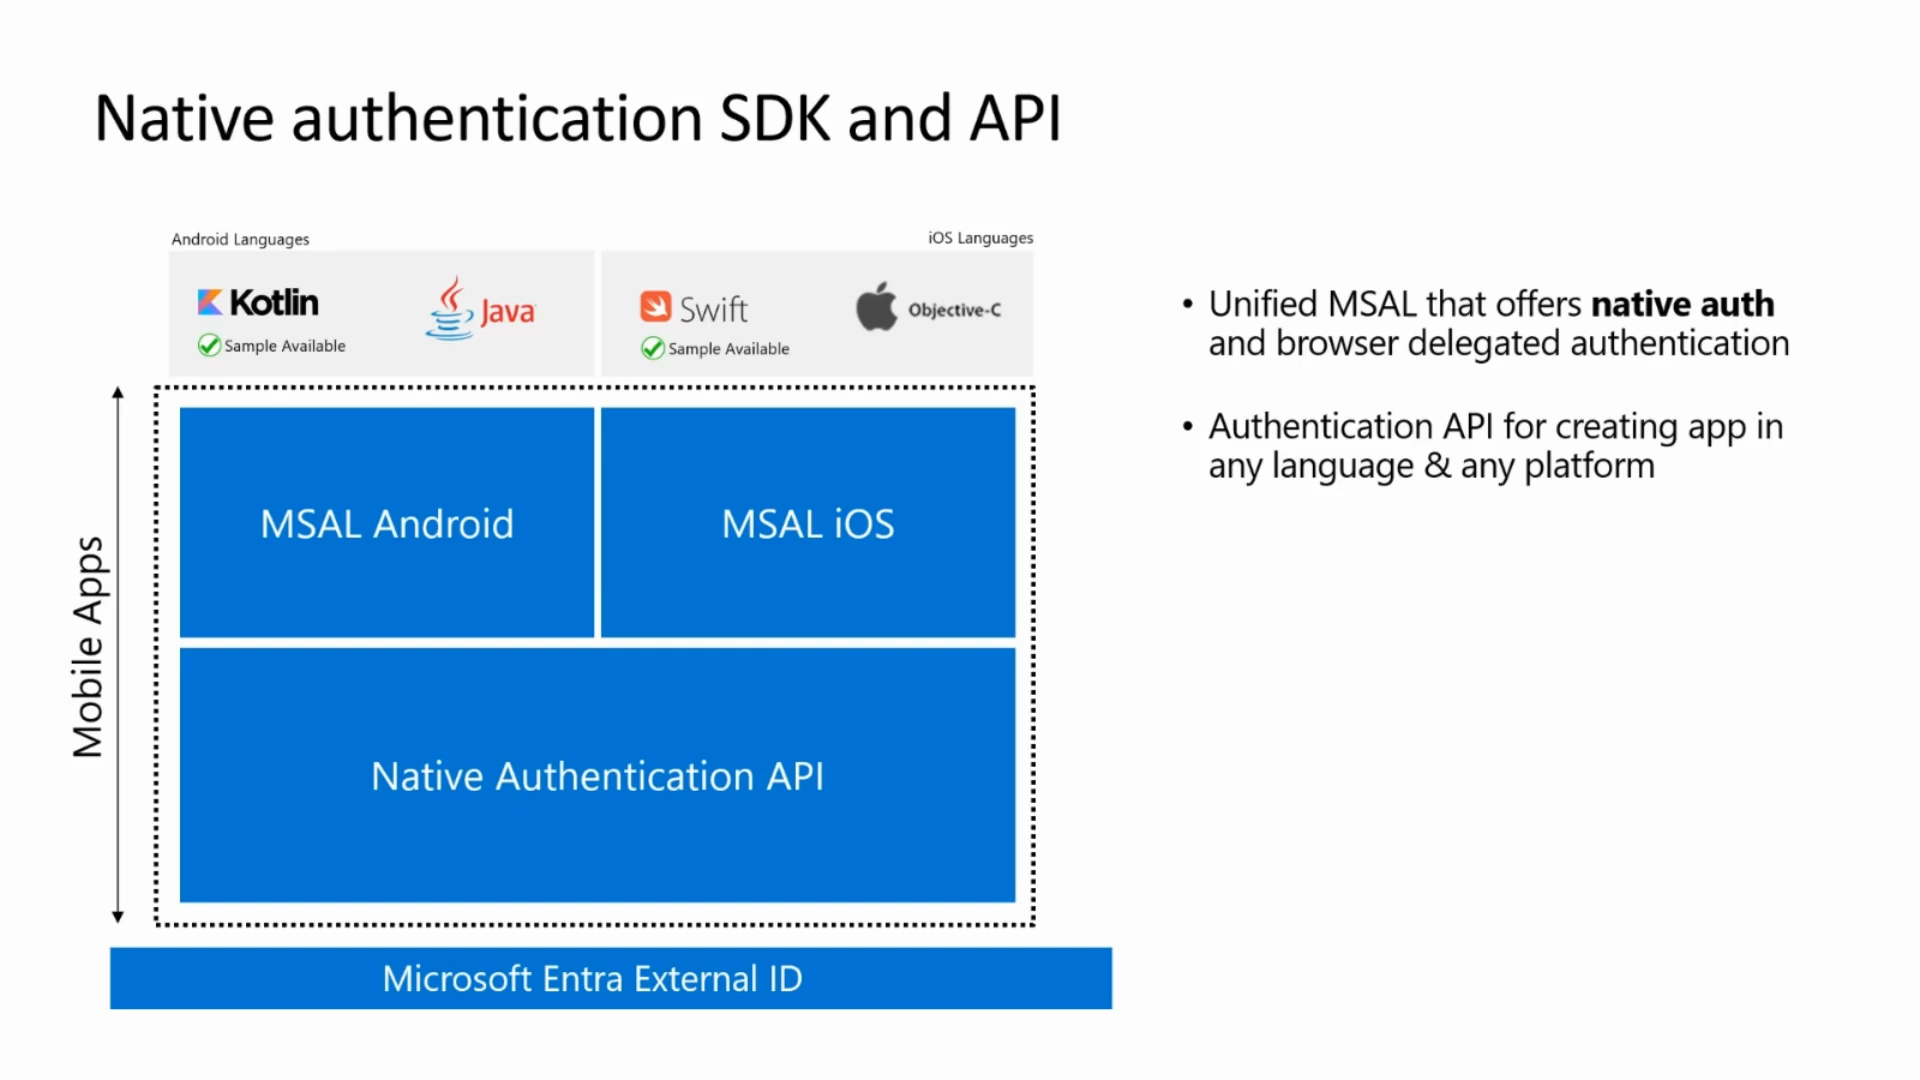 Native authentication SDK and API
Android Languages
iOS Languages
Kotlin
Java
Swift
Objective-C
Sample Available
Sample Available
Mobile Apps
MSAL Android
MSAL iOS
Native Authentication API
Microsoft Entra External ID
• Unified MSAL that offers native auth
and browser delegated authentication
• Authentication API for creating app in
any language & any platform